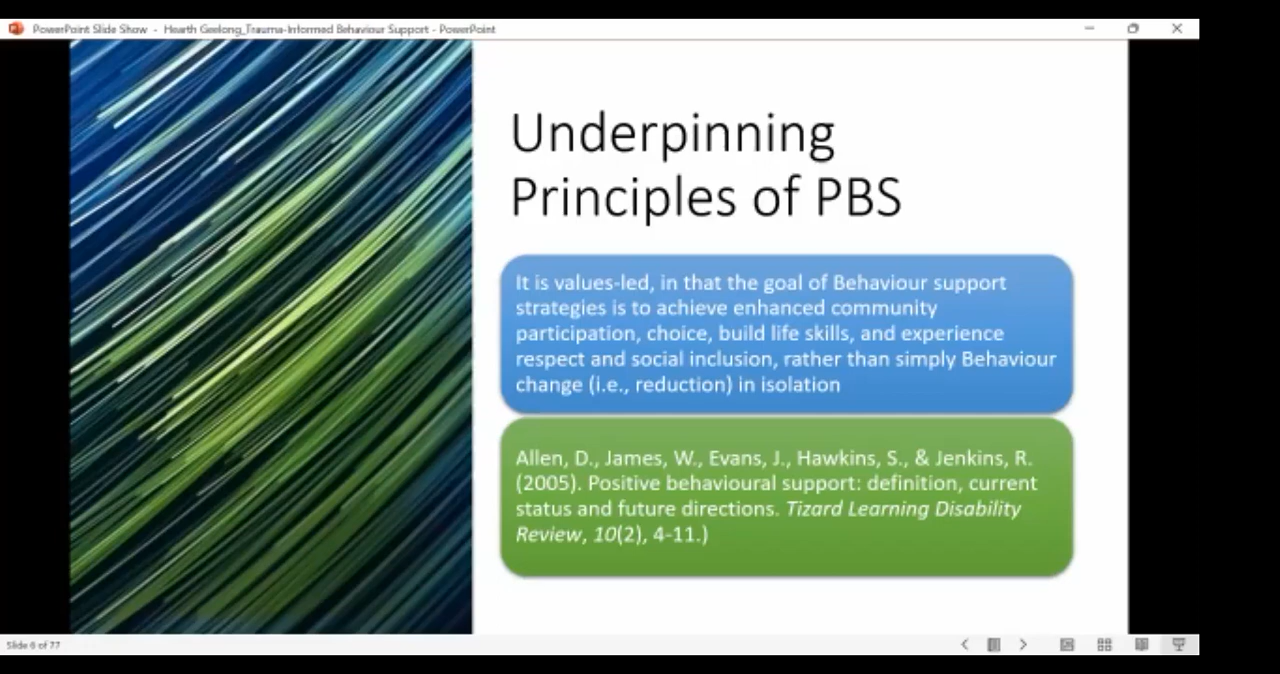 PowerPoint Slide Show - Hearth Geelong_Trauma-Informed Behaviour Support - PowerPoint
Underpinning
Principles of PBS
It is values-led, in that the goal of Behaviour support
strategies is to achieve enhanced community
participation, choice, build life skills, and experience
respect and social inclusion, rather than simply Behaviour
change (i.e., reduction) in isolation
Allen, D., James, W., Evans, J., Hawkins, S., & Jenkins, R.
(2005). Positive behavioural support: definition, current
status and future directions. Tizard Learning Disability
Review, 10(2), 4-11.)
Slide 6 of 77